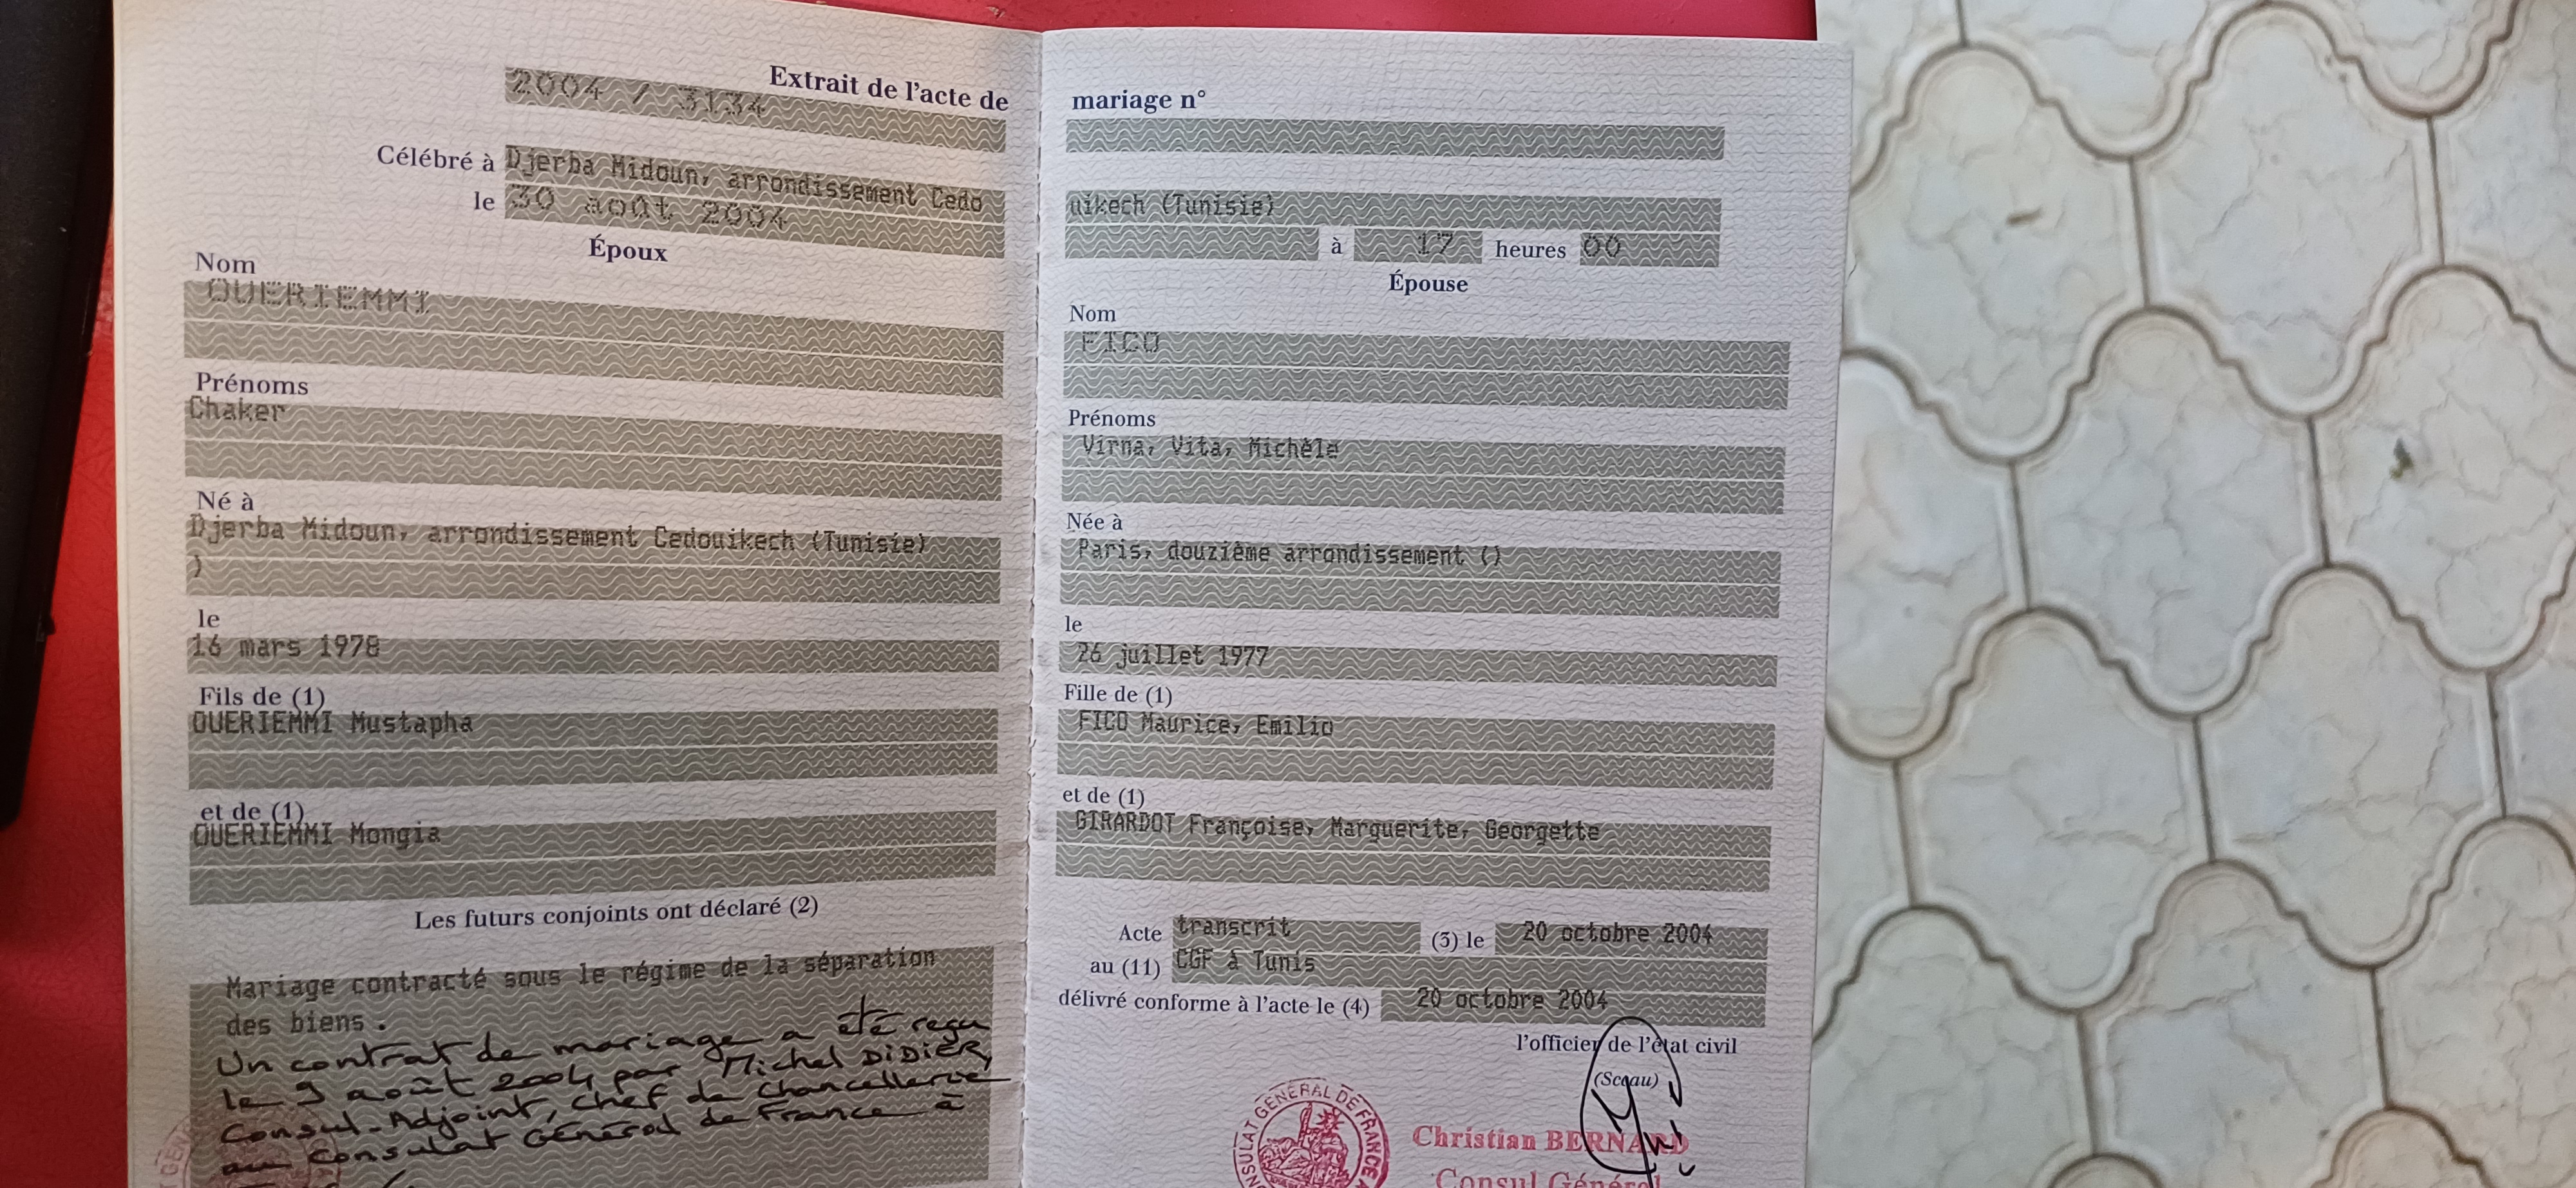 Extrait de l'acte de mariage n°
2004 / 3134
Célébré à Djerba Midoun, arrondissement Cedo
uikech (Tunisie)
le 30 août 2004 à 17 heures 00
Époux
Nom
OUERIEMMI
Prénoms
Chaker
Né à
Djerba Midoun, arrondissement Cedouikech (Tunisie)
)
le
16 mars 1978
Fils de (1)
OUERIEMMI Mustapha
et de (1)
OUERIEMMI Mongia
Les futurs conjoints ont déclaré (2)
Mariage contracté sous le régime de la séparation
des biens.
Un contrat de mariage a été reçu
le 9 août 2004 par Michel DIDIER,
Consul-Adjoint, chef de Chancellerie
au Consulat Général de France à
Épouse
Nom
FICO
Prénoms
Virna, Vita, Michèle
Née à
Paris, douzième arrondissement ()
le
26 juillet 1977
Fille de (1)
FICO Maurice, Emilio
et de (1)
GIRARDOT Françoise, Marguerite, Georgette
Acte transcrit (3) le 20 octobre 2004
au (11) CGF à Tunis
délivré conforme à l'acte le (4) 20 octobre 2004
l'officier de l'état civil
(Sceau)
CONSULAT GÉNÉRAL DE FRANCE
Christian BERNARD
Consul Général